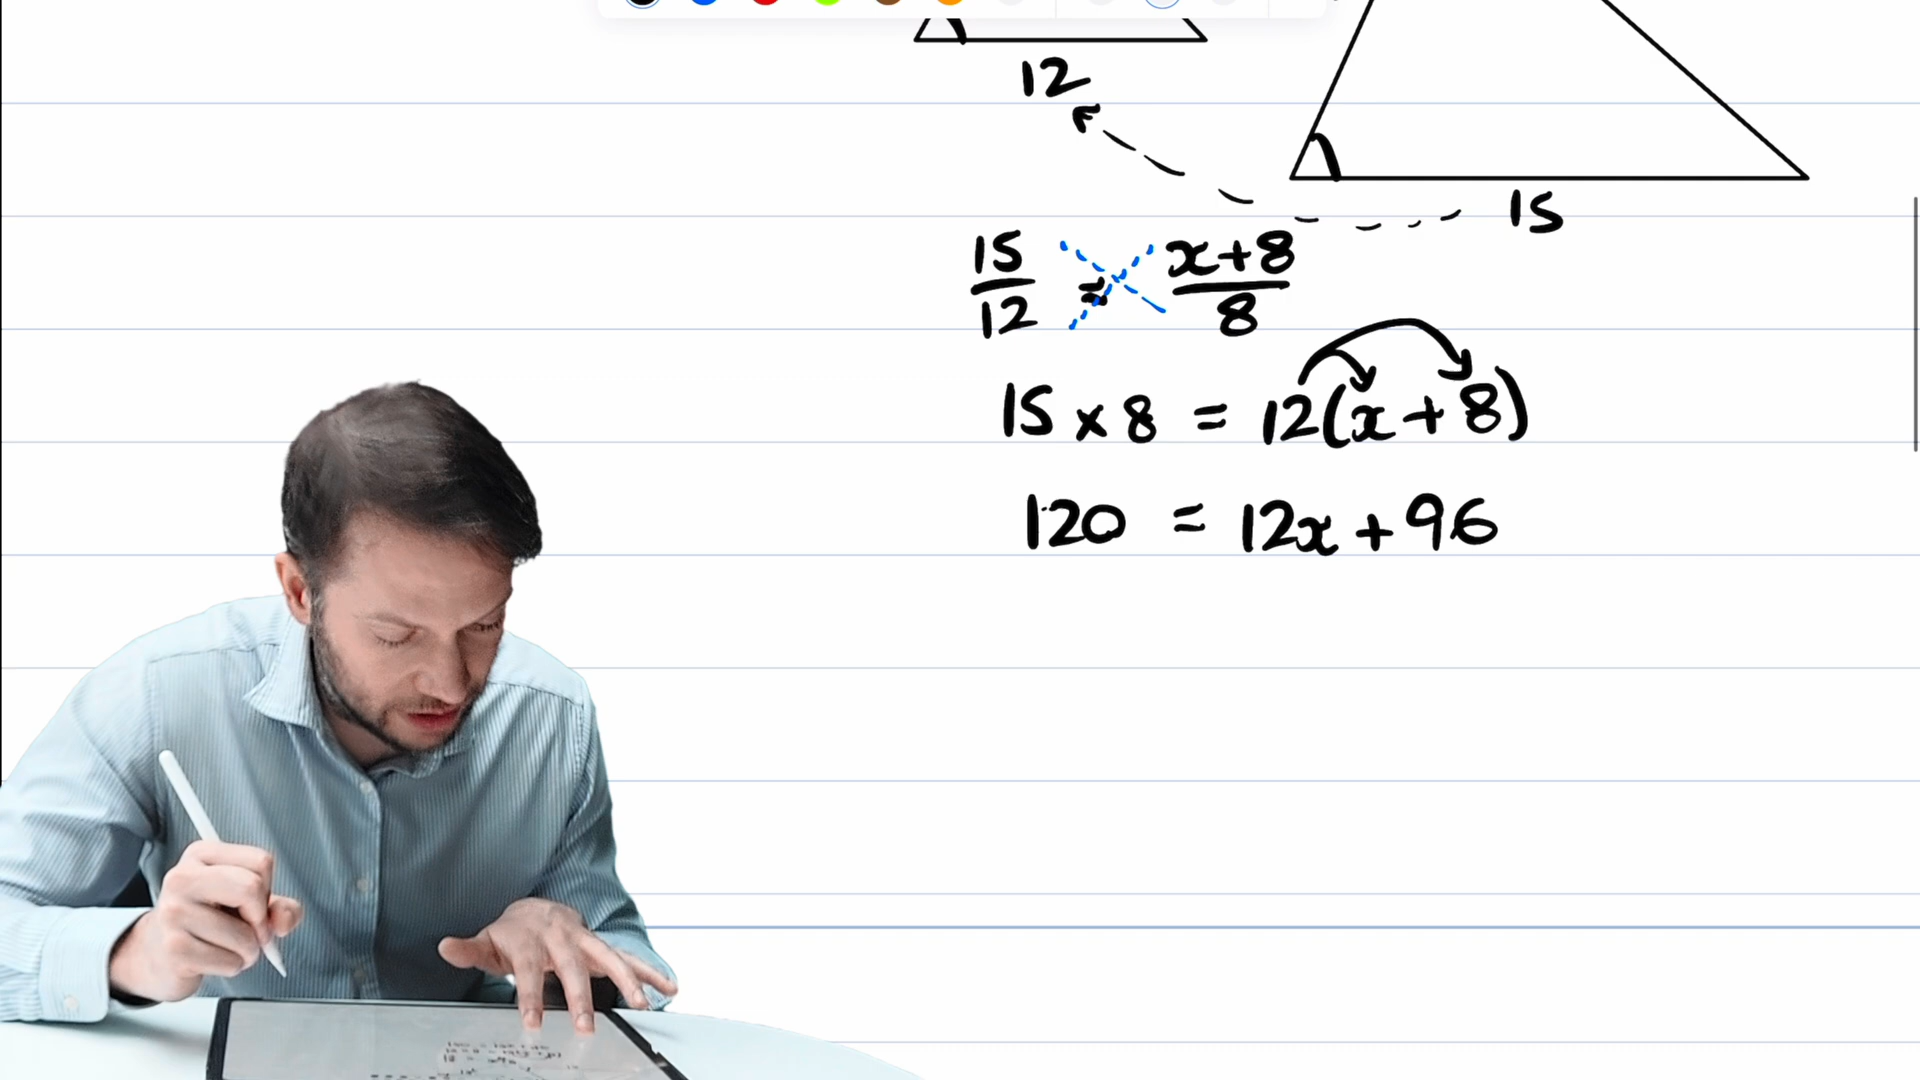 12
15
15/12 = x+8/8
15 × 8 = 12(x + 8)
120 = 12x + 96